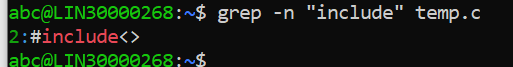 abc@LIN30000268:~$ grep -n "include" temp.c
2:#include<>
abc@LIN30000268:~$